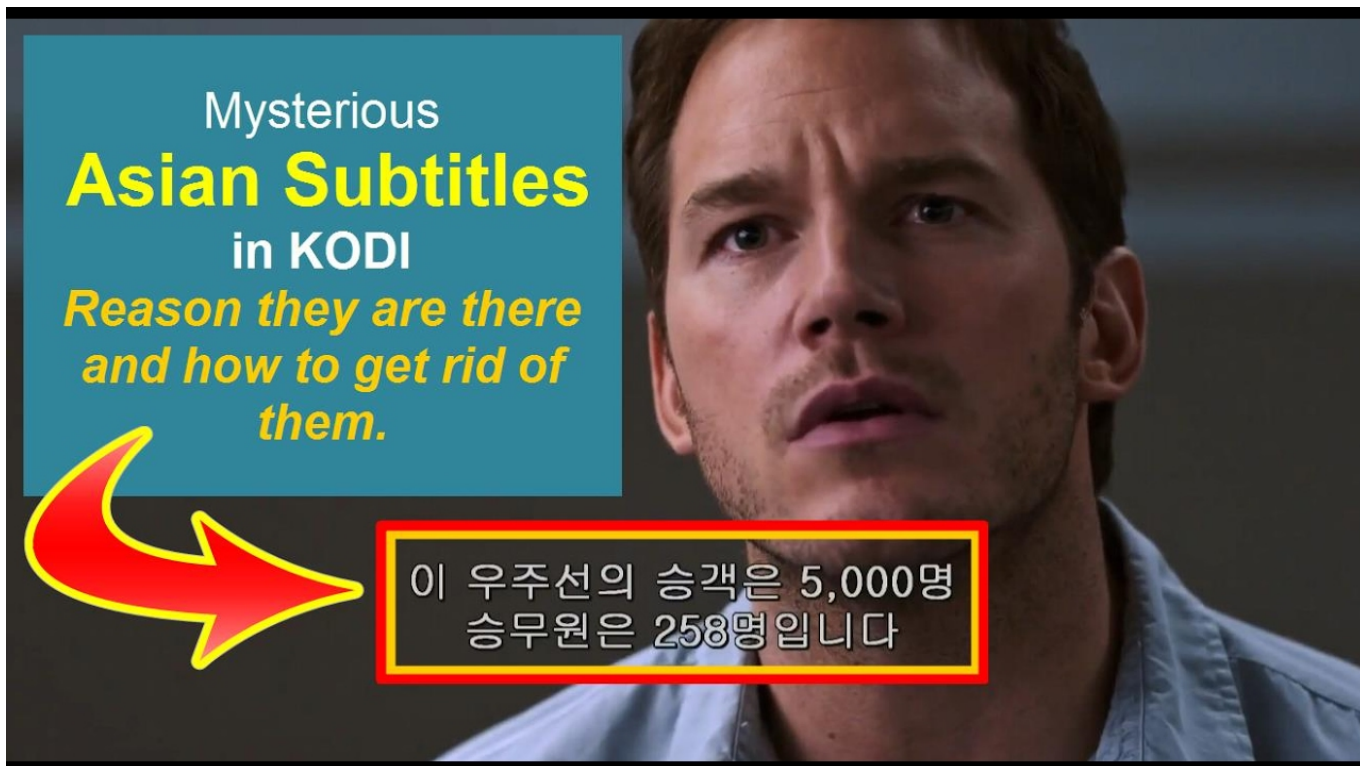 Mysterious
Asian Subtitles
in KODI
Reason they are there
and how to get rid of
them.
이 우주선의 승객은 5,000명
승무원은 258명입니다